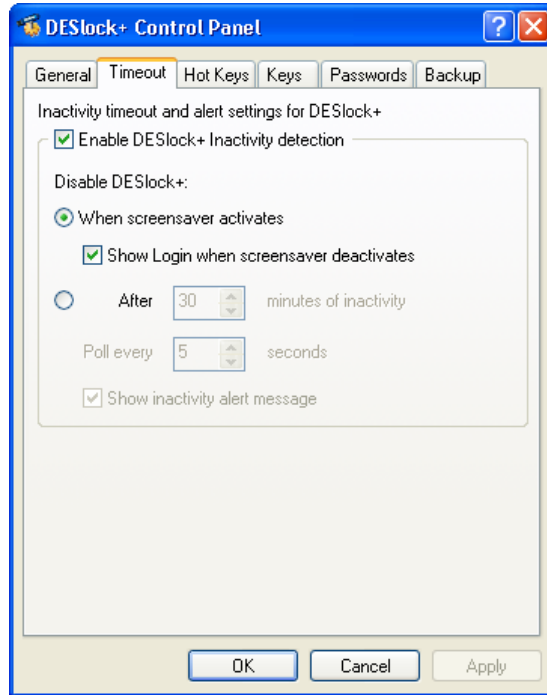 DESlock+ Control Panel
General Timeout Hot Keys Keys Passwords Backup
Inactivity timeout and alert settings for DESlock+
Enable DESlock+ Inactivity detection
Disable DESlock+:
When screensaver activates
Show Login when screensaver deactivates
After 30 minutes of inactivity
Poll every 5 seconds
Show inactivity alert message
OK Cancel Apply